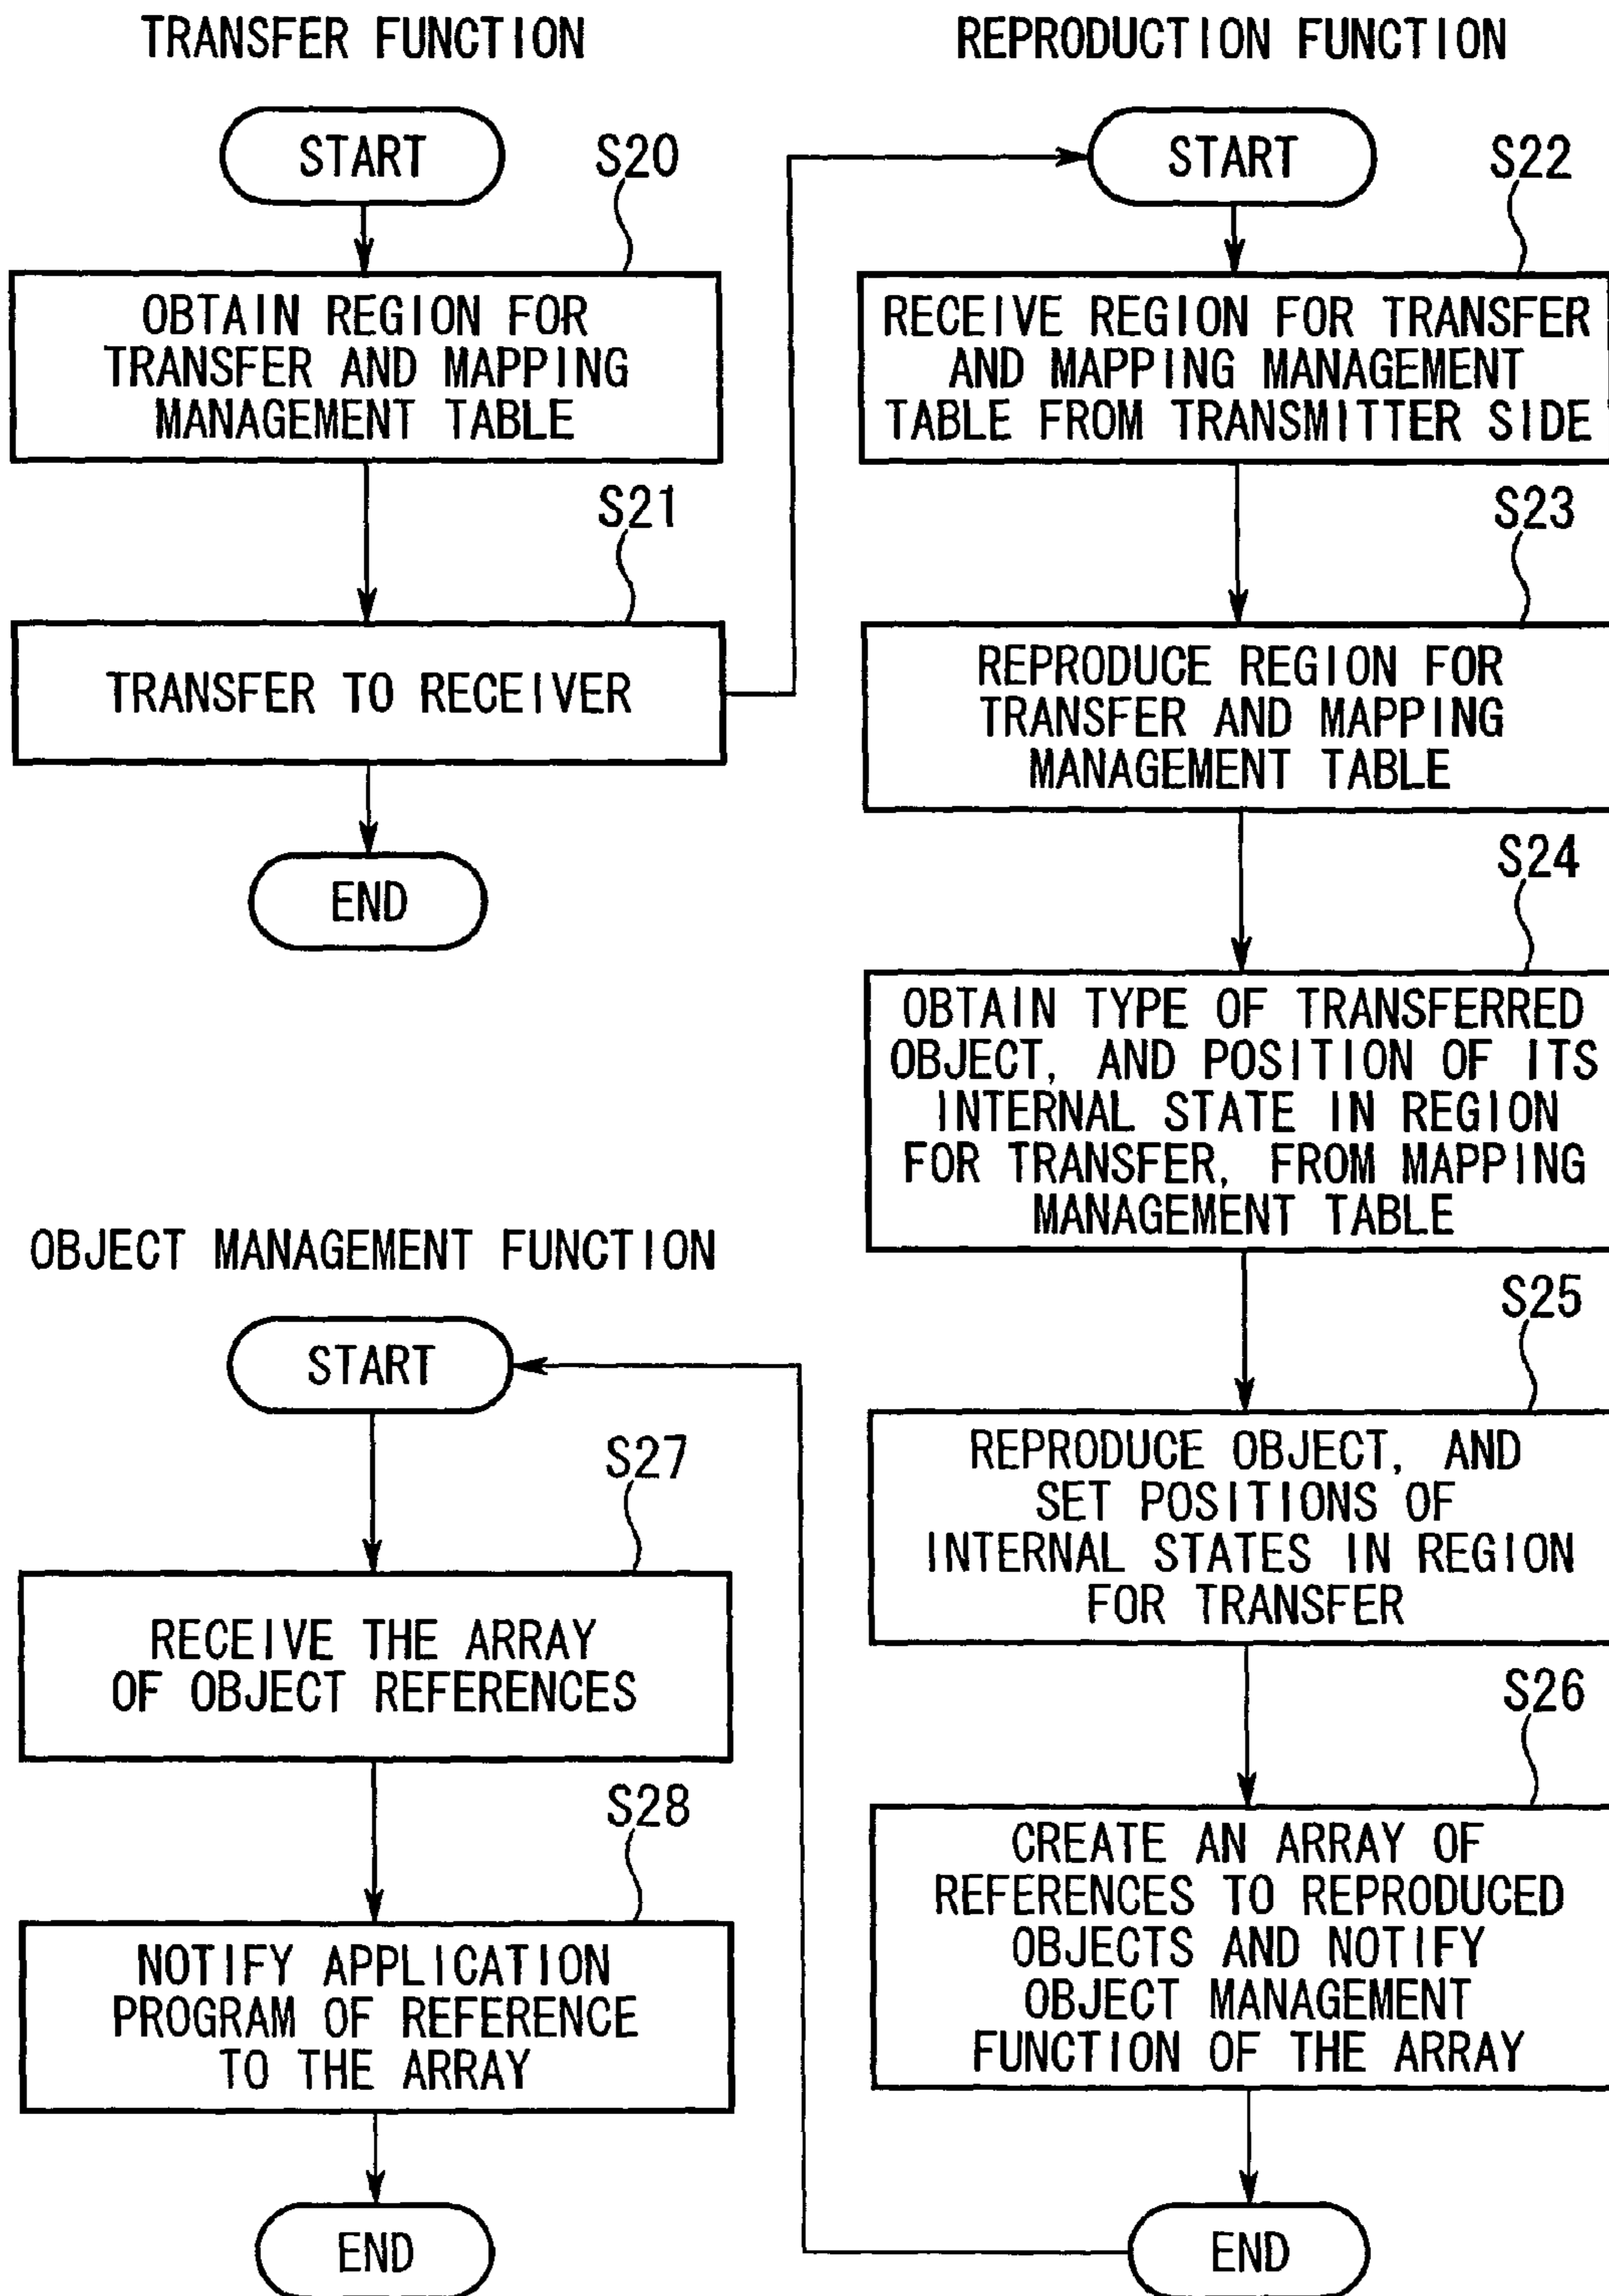 TRANSFER FUNCTION
START
S20
OBTAIN REGION FOR
TRANSFER AND MAPPING
MANAGEMENT TABLE
S21
TRANSFER TO RECEIVER
END
REPRODUCTION FUNCTION
START
S22
RECEIVE REGION FOR TRANSFER
AND MAPPING MANAGEMENT
TABLE FROM TRANSMITTER SIDE
S23
REPRODUCE REGION FOR
TRANSFER AND MAPPING
MANAGEMENT TABLE
S24
OBTAIN TYPE OF TRANSFERRED
OBJECT, AND POSITION OF ITS
INTERNAL STATE IN REGION
FOR TRANSFER, FROM MAPPING
MANAGEMENT TABLE
S25
REPRODUCE OBJECT, AND
SET POSITIONS OF
INTERNAL STATES IN REGION
FOR TRANSFER
S26
CREATE AN ARRAY OF
REFERENCES TO REPRODUCED
OBJECTS AND NOTIFY
OBJECT MANAGEMENT
FUNCTION OF THE ARRAY
END
OBJECT MANAGEMENT FUNCTION
START
S27
RECEIVE THE ARRAY
OF OBJECT REFERENCES
S28
NOTIFY APPLICATION
PROGRAM OF REFERENCE
TO THE ARRAY
END